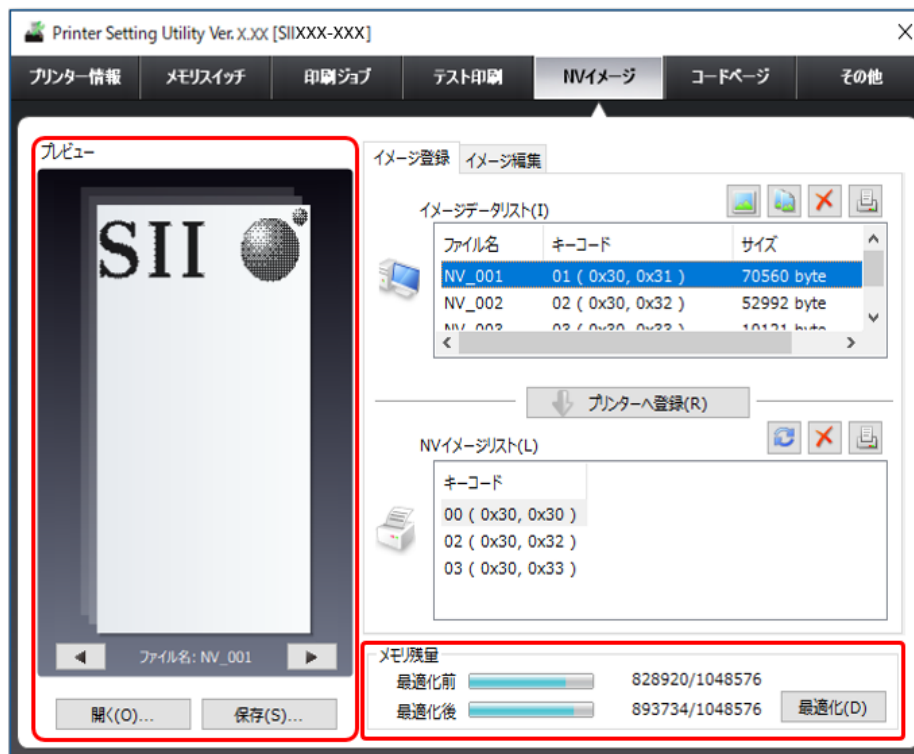 Printer Setting Utility Ver. X.XX [SIIXXX-XXX]
プリンター情報 メモリスイッチ 印刷ジョブ テスト印刷 NVイメージ コードページ その他
プレビュー
SII
ファイル名: NV_001
開く(O)... 保存(S)...
イメージ登録 イメージ編集
イメージデータリスト(I)
ファイル名 キーコード サイズ
NV_001 01 ( 0x30, 0x31 ) 70560 byte
NV_002 02 ( 0x30, 0x32 ) 52992 byte
NV_003 03 ( 0x30, 0x33 ) 10121 byte
プリンターへ登録(R)
NVイメージリスト(L)
キーコード
00 ( 0x30, 0x30 )
02 ( 0x30, 0x32 )
03 ( 0x30, 0x33 )
メモリ残量
最適化前 828920/1048576
最適化後 893734/1048576
最適化(D)